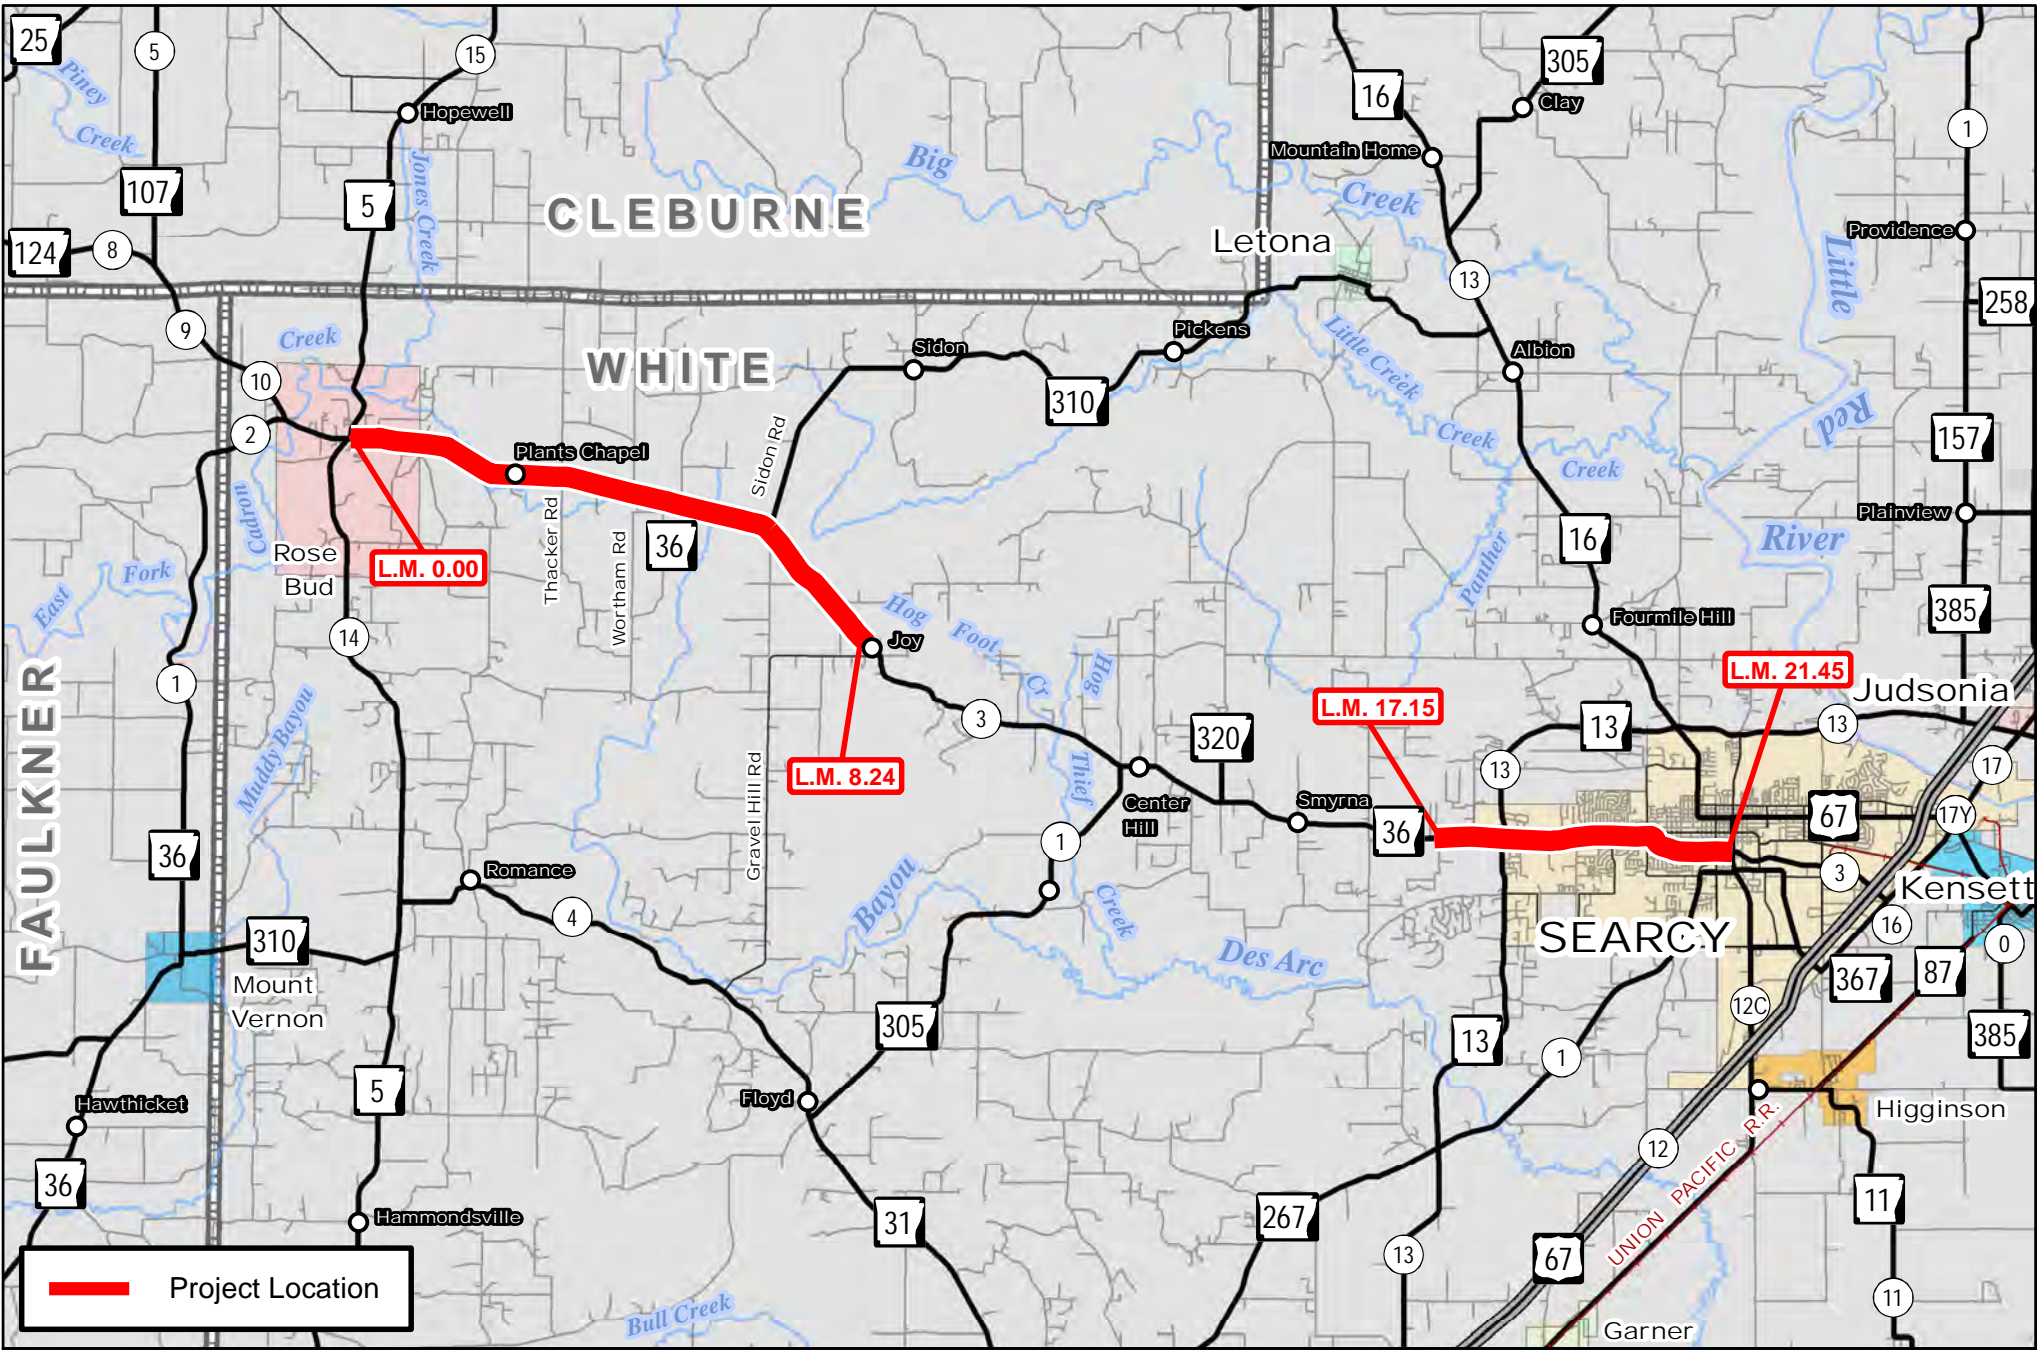 25
5
15
16
305
Piney
Creek
Hopewell
Clay
1
107
5
Jones Creek
Big
Creek
Mountain Home
CLEBURNE
124
8
Letona
Providence
Little
13
258
9
Creek
WHITE
Sidon
Pickens
Little Creek
Albion
10
310
Red
2
Plants Chapel
Sidon Rd
Creek
Creek
157
Cadron
Thacker Rd
Wortham Rd
36
16
Plainview
River
Rose
Bud
L.M. 0.00
East
Fork
Panther
385
14
Hog
Foot
Cr
Joy
Hog
Fourmile Hill
FAULKNER
1
L.M. 21.45
Judsonia
L.M. 17.15
3
320
13
13
Muddy Bayou
L.M. 8.24
Gravel Hill Rd
Thief
Creek
13
17
Center
Hill
Smyrna
36
67
17Y
36
1
3
Romance
Kensett
4
Bayou
Des Arc
SEARCY
16
0
310
Mount
Vernon
367
87
12C
305
13
385
5
1
Hawthicket
Floyd
Higginson
36
12
UNION PACIFIC R.R.
11
Hammondsville
31
267
13
67
11
Project Location
Bull Creek
Garner